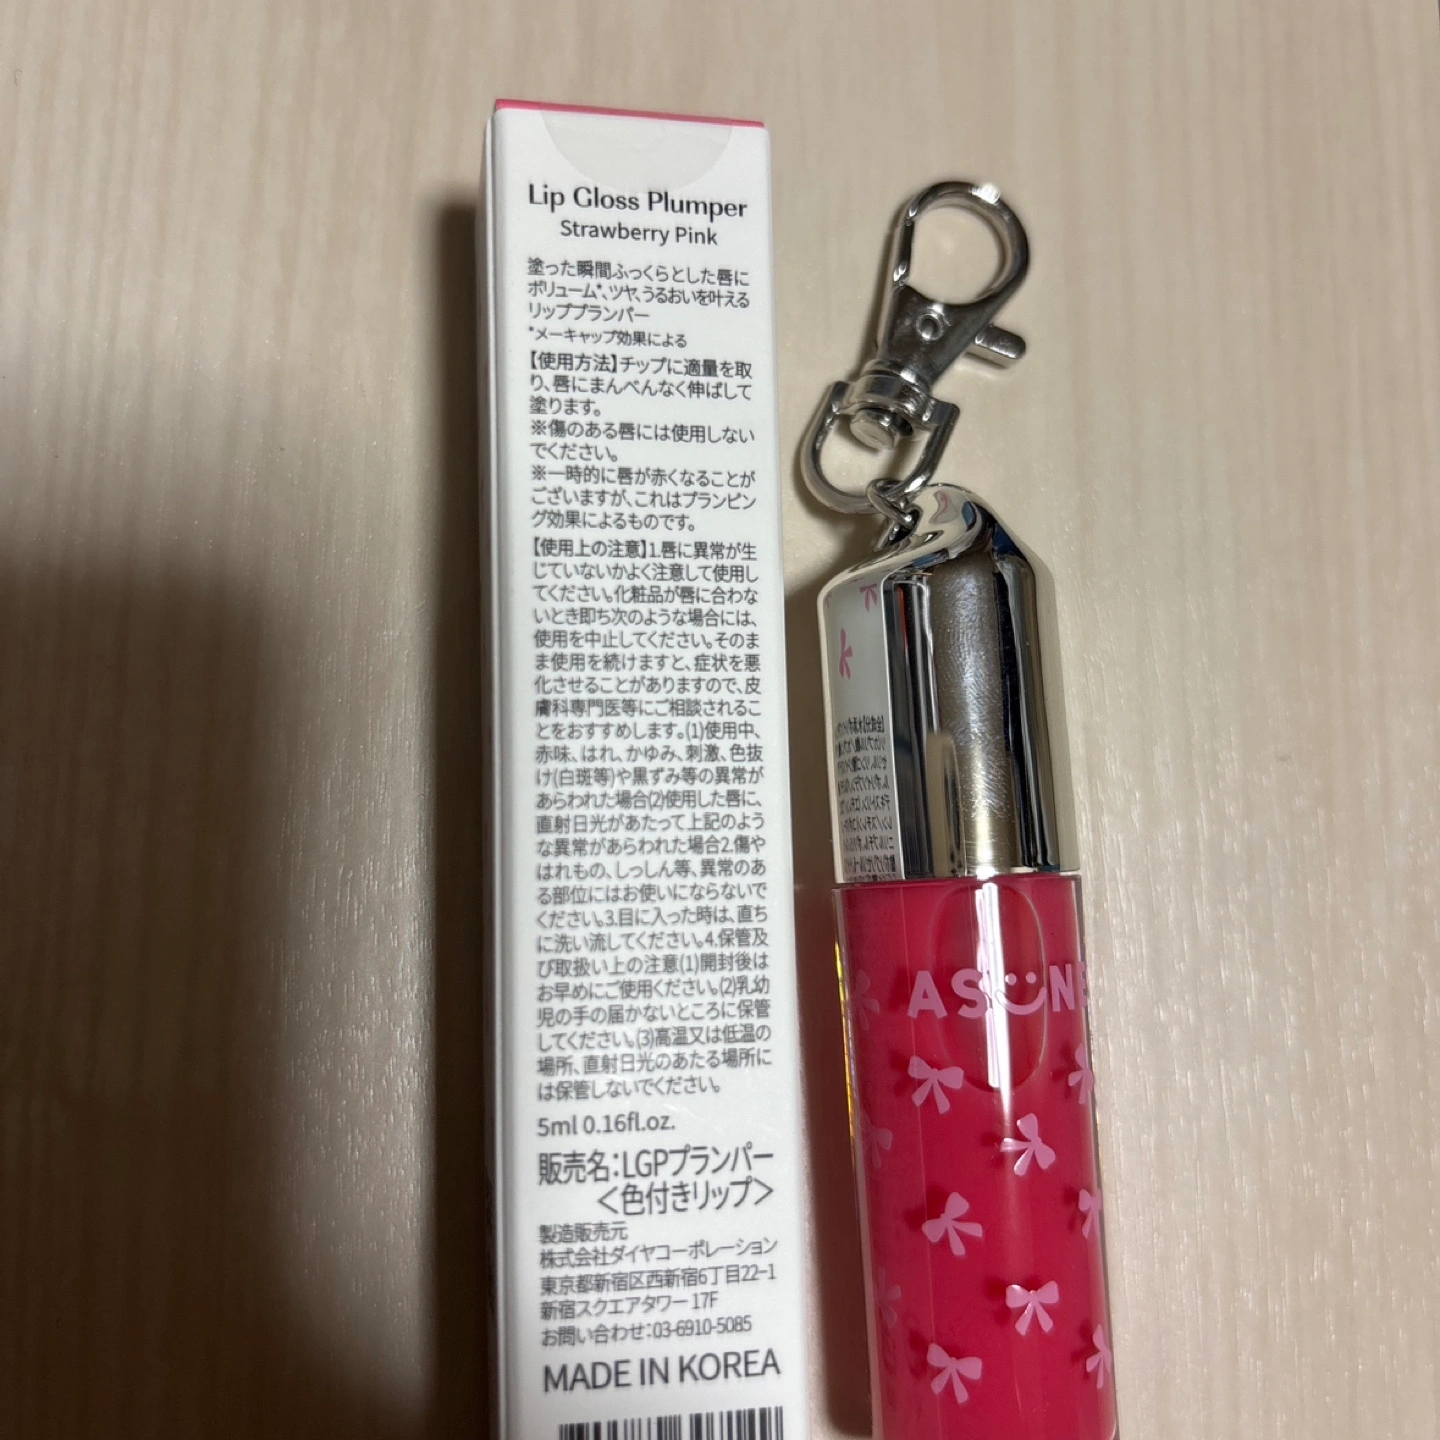 Lip Gloss Plumper
Strawberry Pink
塗った瞬間ふっくらとした唇に
ボリューム*、ツヤ、うるおいを叶える
リッププランパー
*メーキャップ効果による
【使用方法】チップに適量を取
り、唇にまんべんなく伸ばして
塗ります。
※傷のある唇には使用しない
でください。
※一時的に唇が赤くなることが
ございますが、これはプランピン
グ効果によるものです。
【使用上の注意】1.唇に異常が生
じていないかよく注意して使用し
てください。化粧品が唇に合わな
いとき即ち次のような場合には、
使用を中止してください。そのま
ま使用を続けますと、症状を悪
化させることがありますので、皮
膚科専門医等にご相談されるこ
とをおすすめします。(1)使用中、
赤味、はれ、かゆみ、刺激、色抜
け(白斑等)や黒ずみ等の異常が
あらわれた場合(2)使用した唇に、
直射日光があたって上記のよう
な異常があらわれた場合2.傷や
はれもの、しっしん等、異常のあ
る部位にはお使いにならないで
ください。3.目に入った時は、直ち
に洗い流してください。4.保管及
び取扱い上の注意(1)開封後は
お早めにご使用ください。(2)乳幼
児の手の届かないところに保管
してください。(3)高温又は低温の
場所、直射日光のあたる場所に
は保管しないでください。
5ml 0.16fl.oz.
販売名：LGPプランパー
＜色付きリップ＞
製造販売元
株式会社ダイヤコーポレーション
東京都新宿区西新宿6丁目22-1
新宿スクエアタワー 17F
お問い合わせ：03-6910-5085
MADE IN KOREA